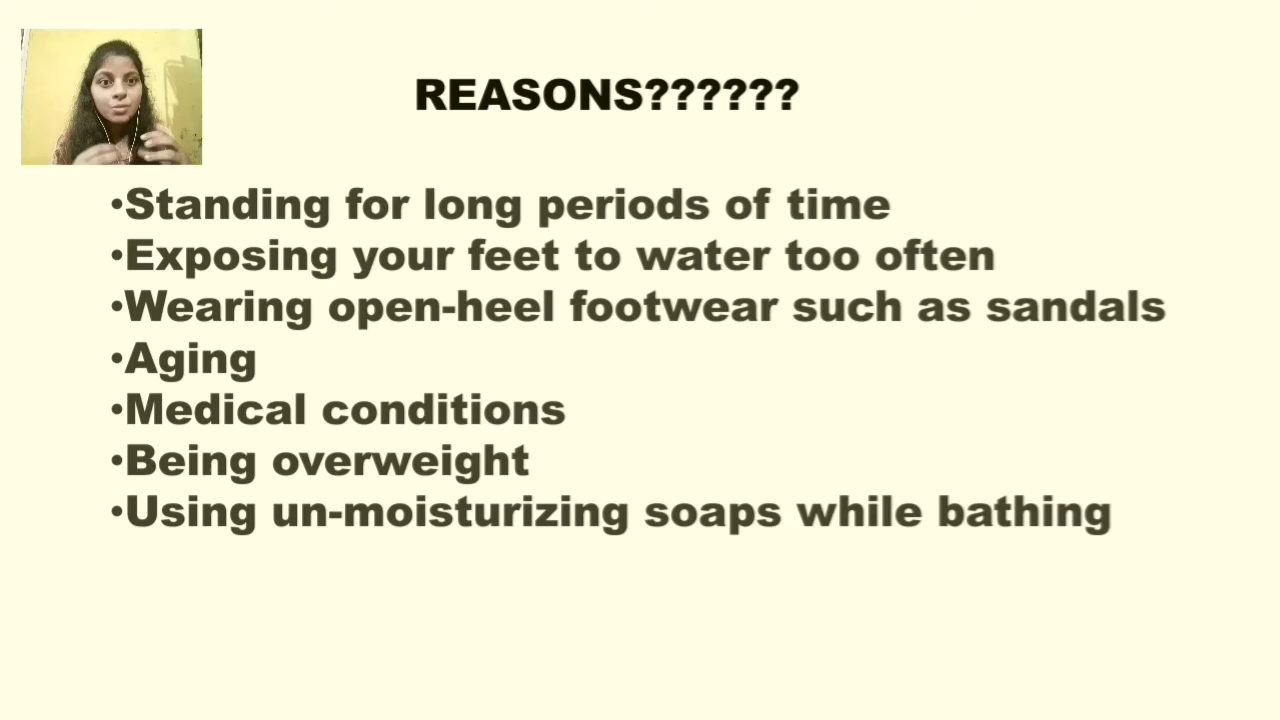 REASONS??????
•Standing for long periods of time
•Exposing your feet to water too often
•Wearing open-heel footwear such as sandals
•Aging
•Medical conditions
•Being overweight
•Using un-moisturizing soaps while bathing